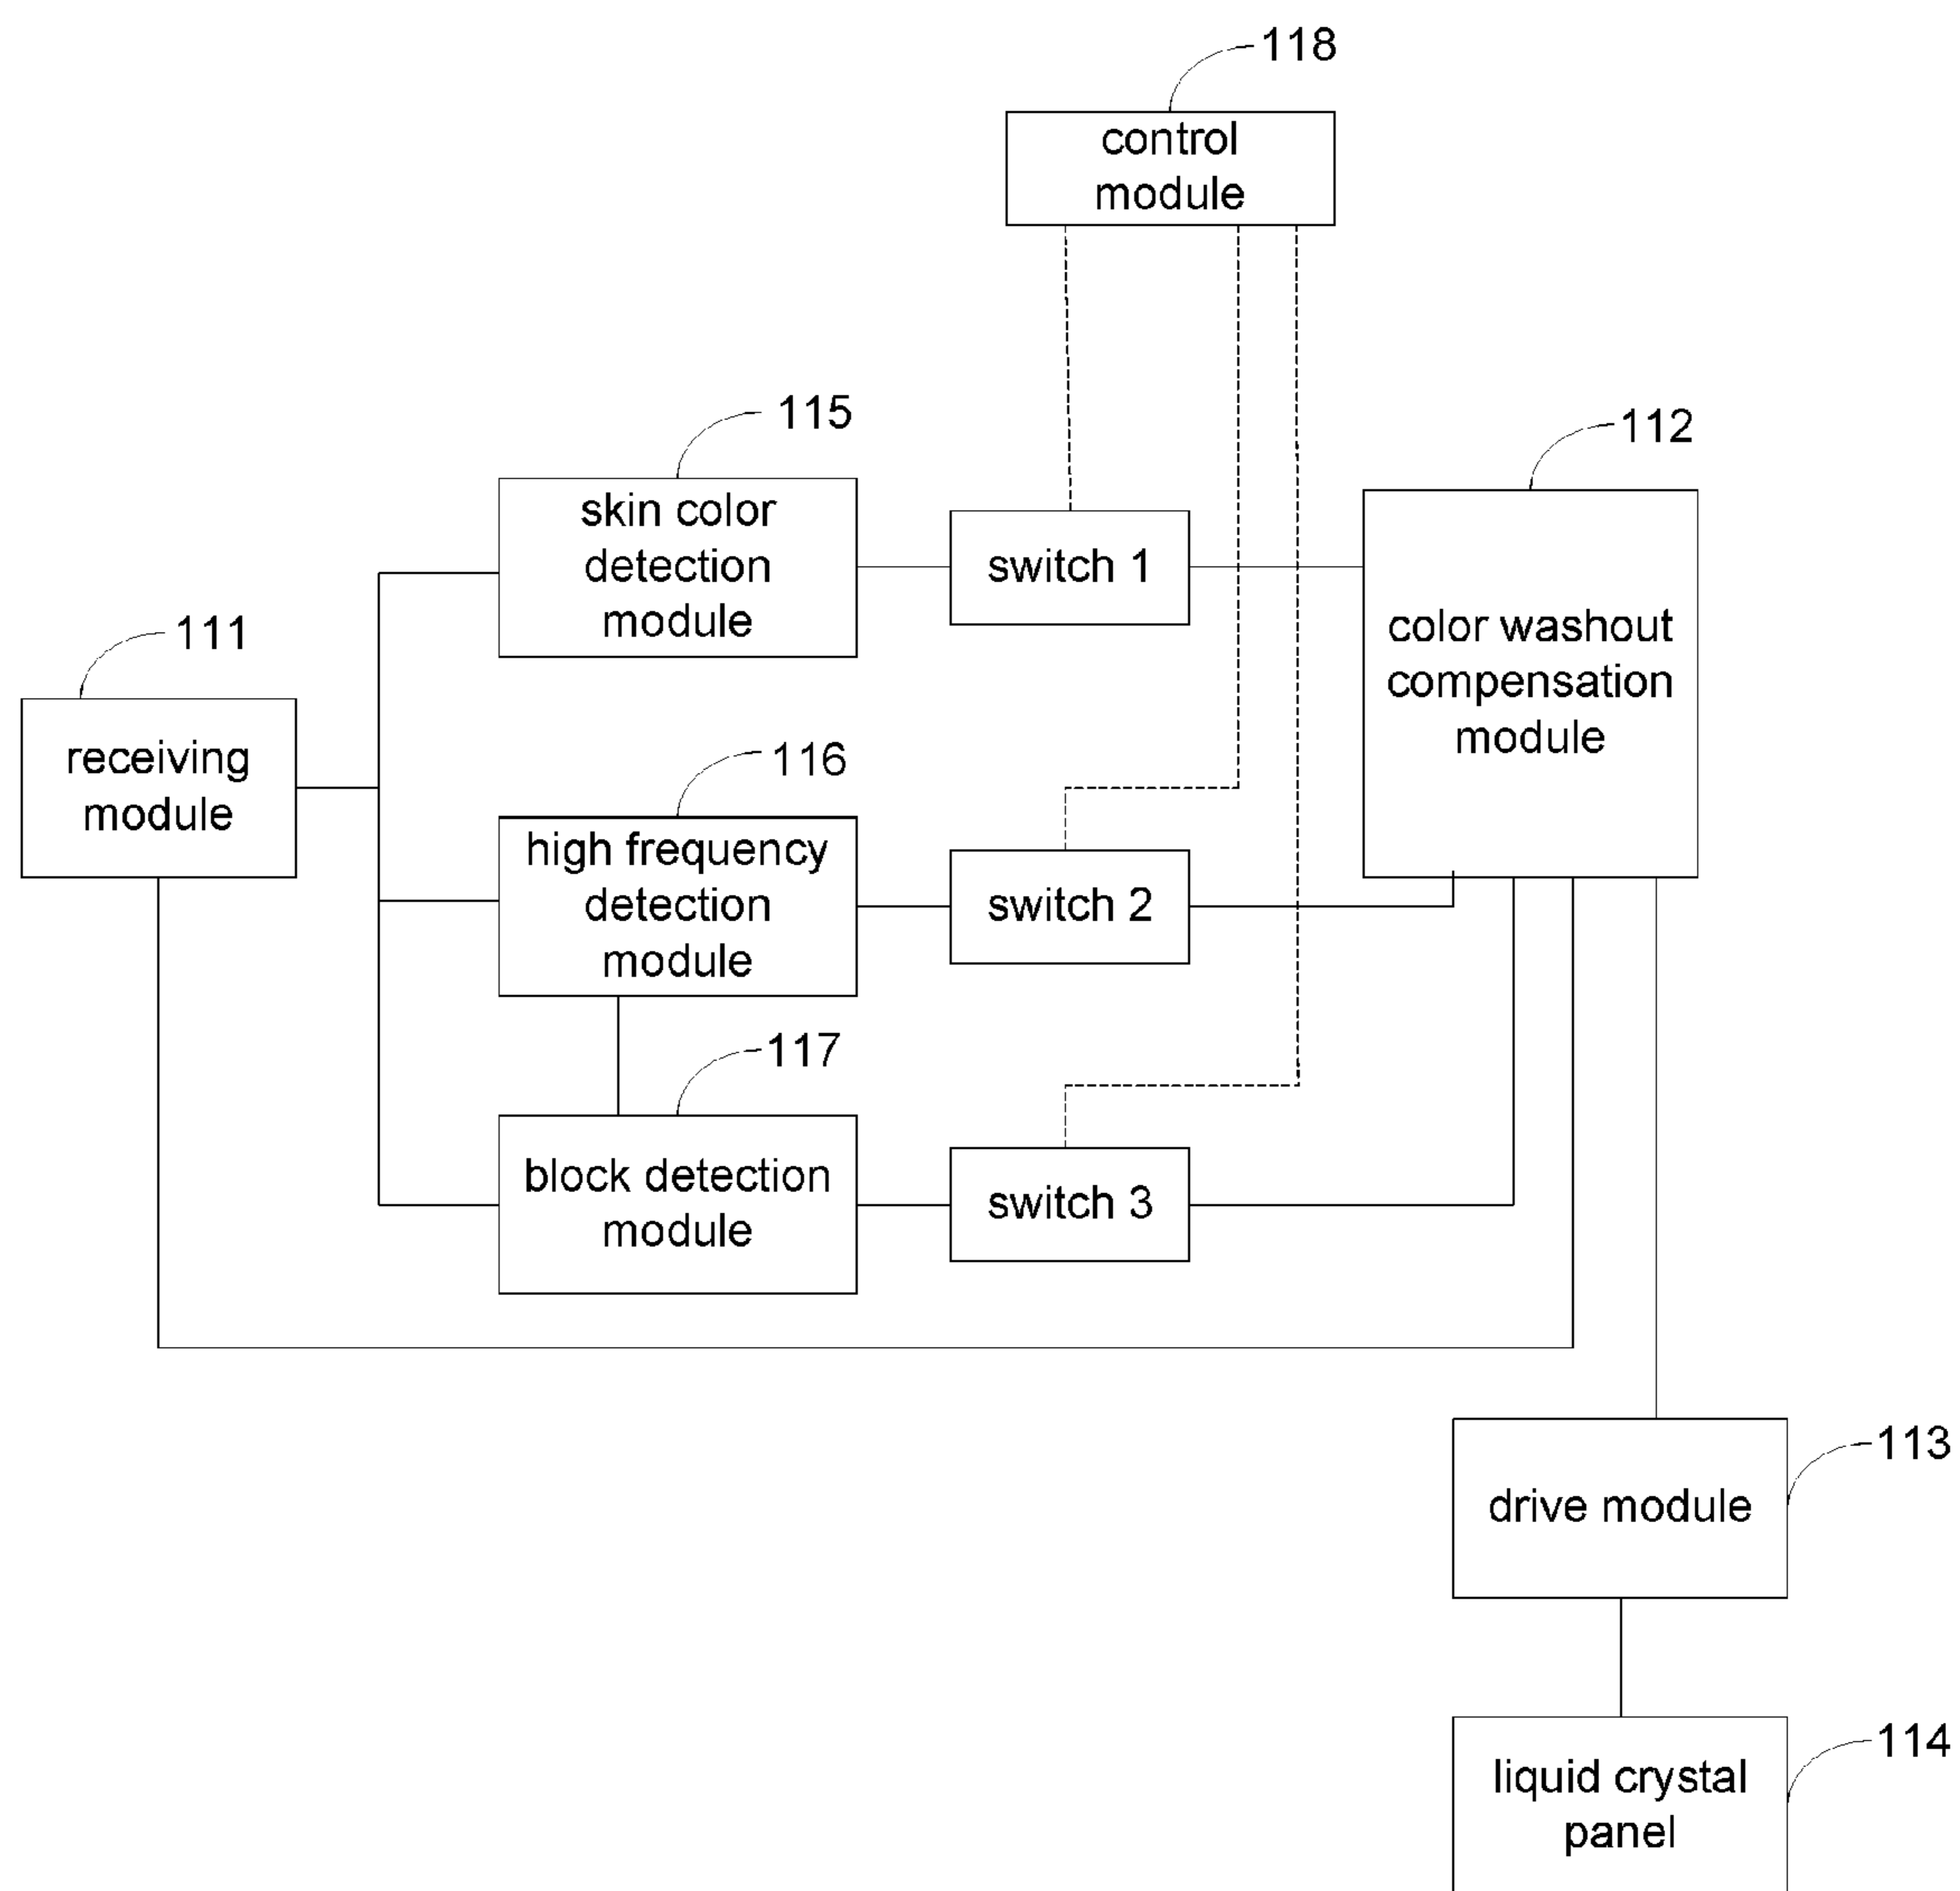 118
control
module
115
112
skin color
detection
module
switch 1
color washout
compensation
module
111
receiving
module
116
high frequency
detection
module
switch 2
117
block detection
module
switch 3
113
drive module
114
liquid crystal
panel